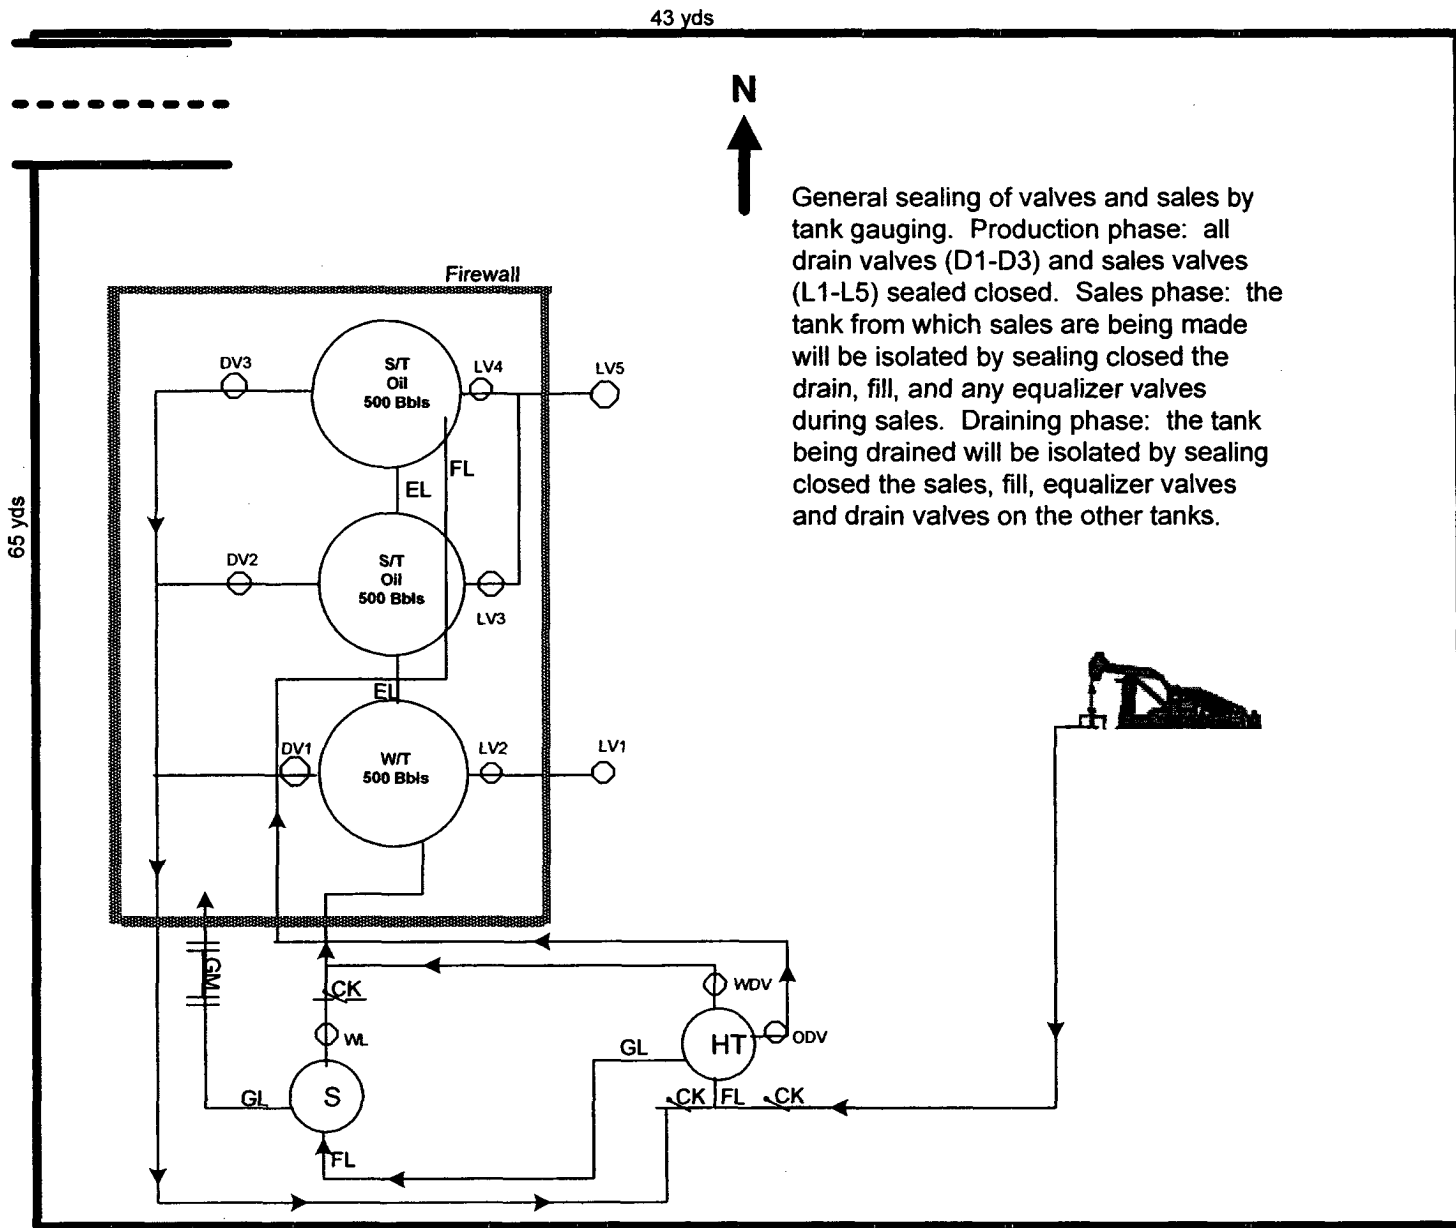 43 yds
N
General sealing of valves and sales by
tank gauging. Production phase: all
drain valves (D1-D3) and sales valves
(L1-L5) sealed closed. Sales phase: the
tank from which sales are being made
will be isolated by sealing closed the
drain, fill, and any equalizer valves
during sales. Draining phase: the tank
being drained will be isolated by sealing
closed the sales, fill, equalizer valves
and drain valves on the other tanks.
65 yds
Firewall
DV3
S/T
Oil
500 Bbls
LV4
LV5
EL
FL
DV2
S/T
Oil
500 Bbls
LV3
EL
DV1
W/T
500 Bbls
LV2
LV1
GM
CK
WL
GL
S
FL
WDV
HT
ODV
GL
CK
FL
CK